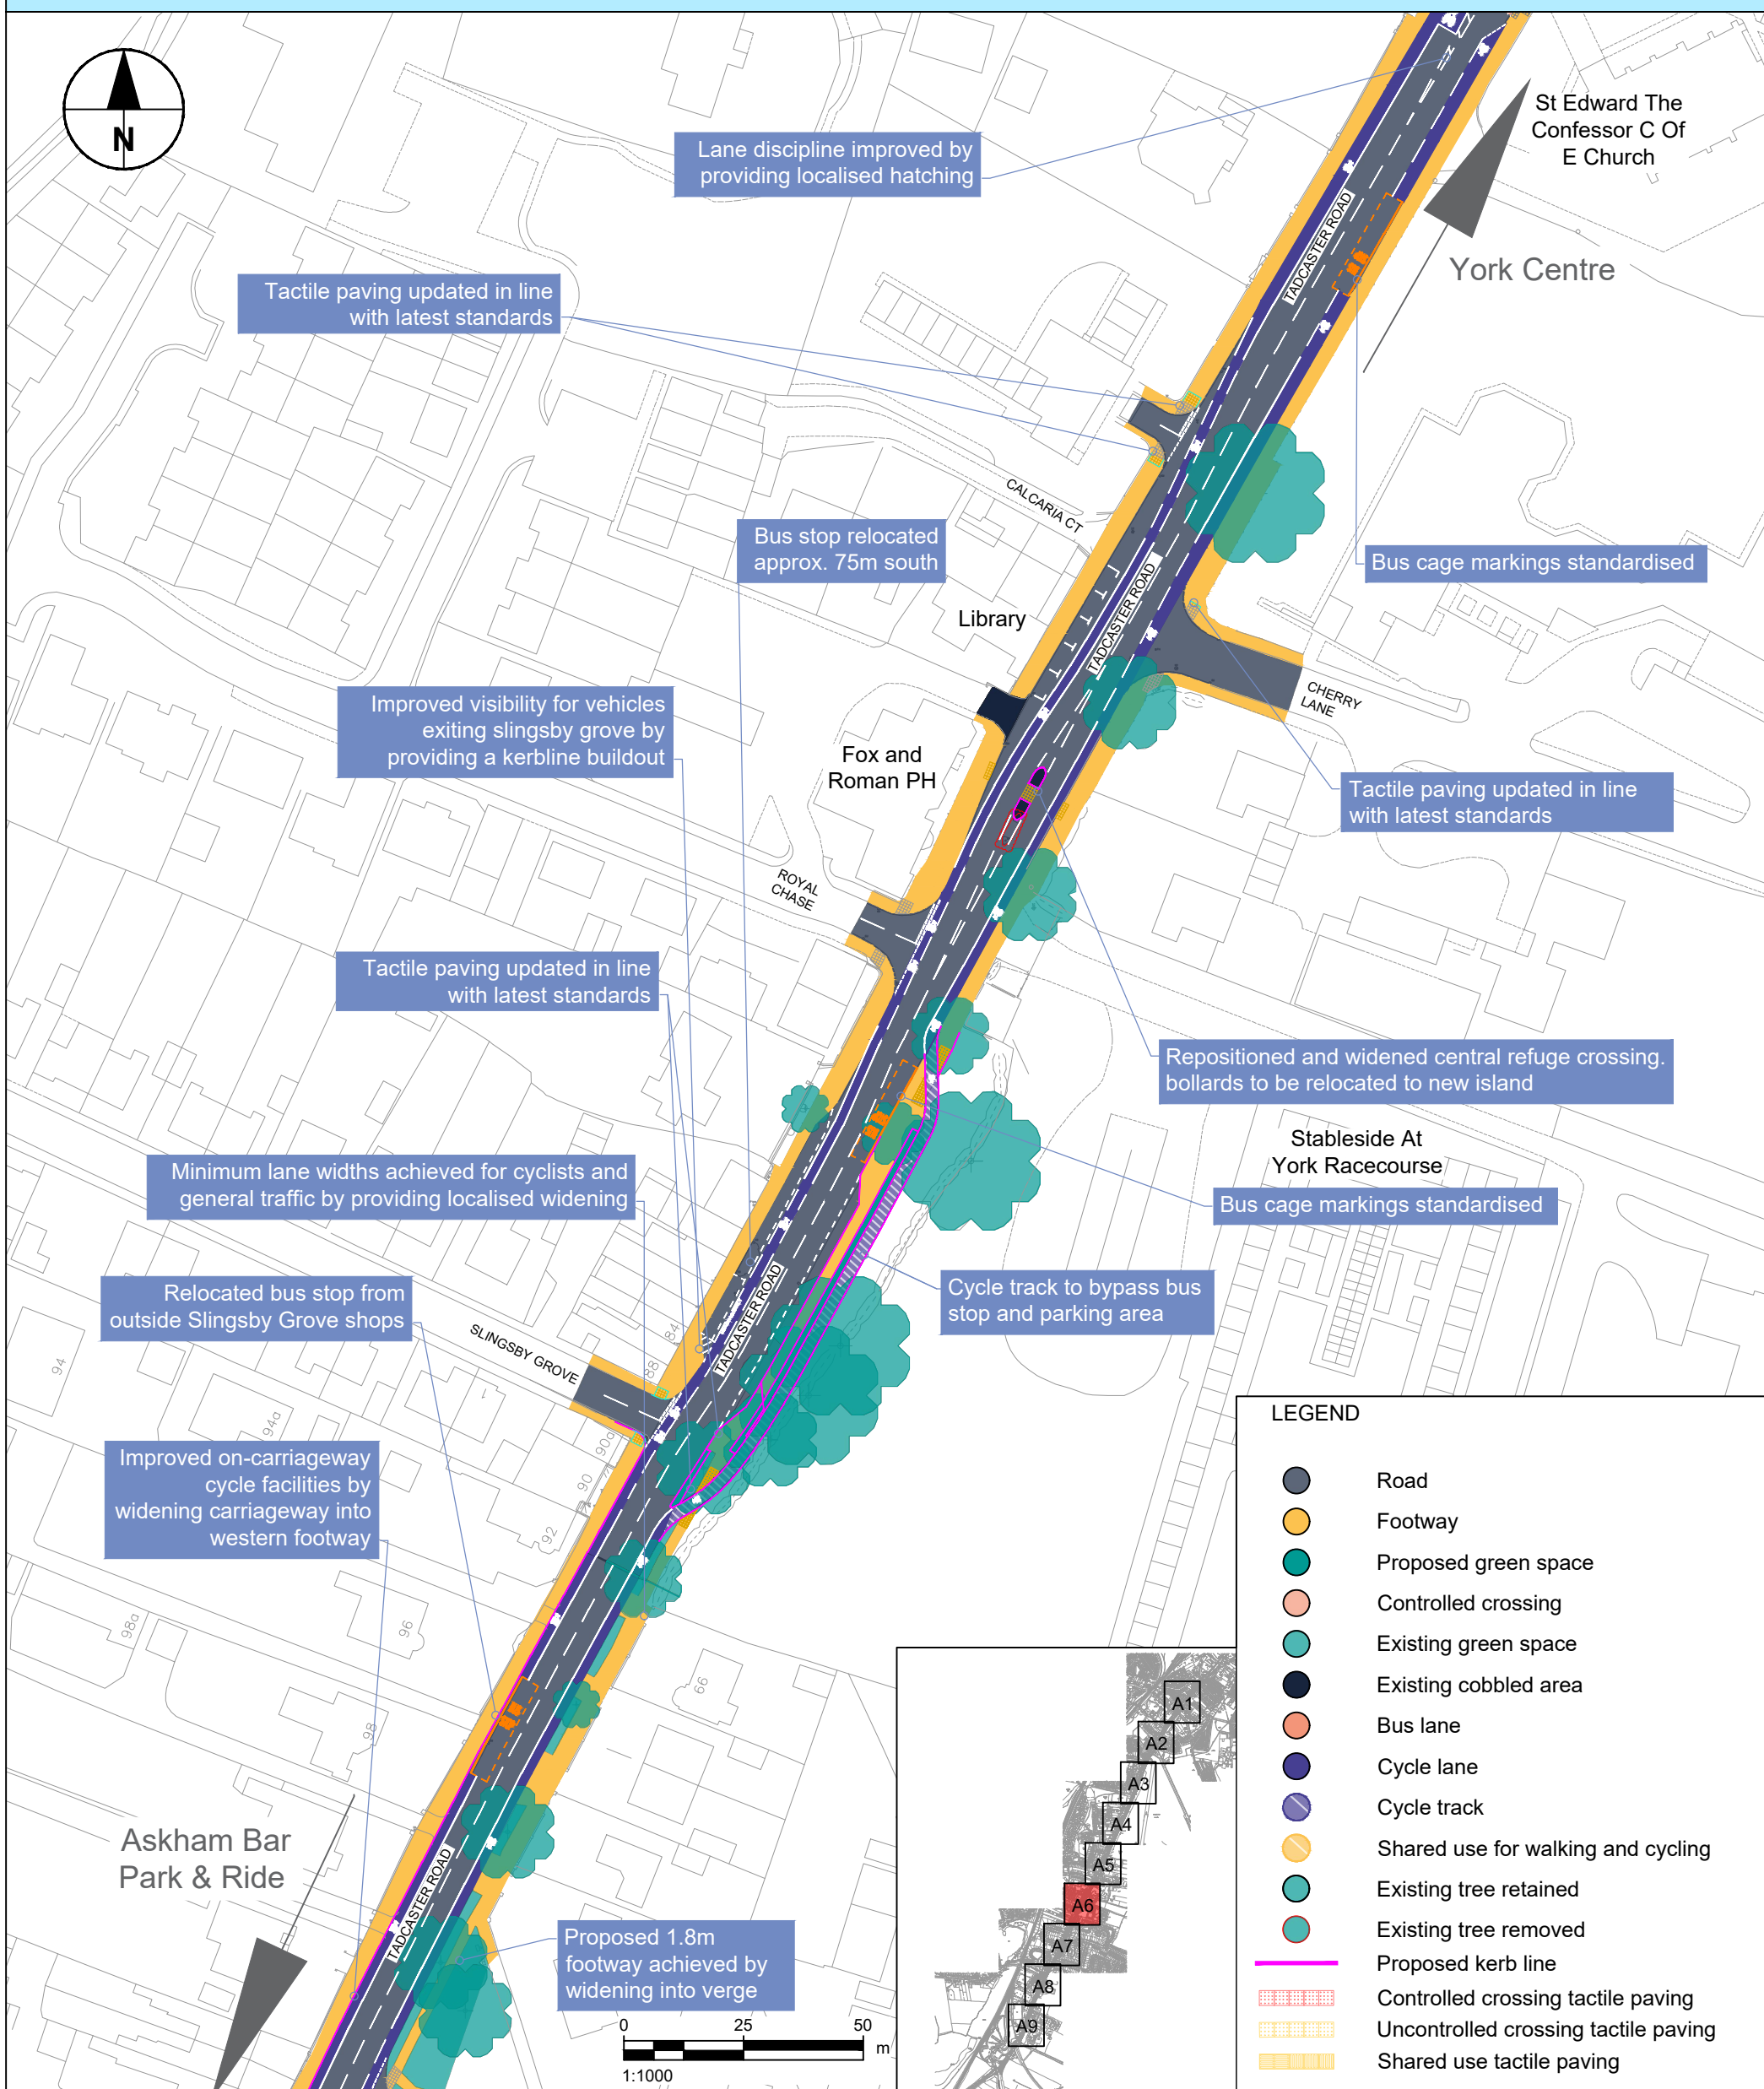 N
St Edward The
Confessor C Of
E Church
Lane discipline improved by
providing localised hatching
TADCASTER ROAD
York Centre
Tactile paving updated in line
with latest standards
CALCARIA CT
Bus stop relocated
approx. 75m south
Bus cage markings standardised
TADCASTER ROAD
Library
CHERRY
LANE
Improved visibility for vehicles
exiting slingsby grove by
providing a kerbline buildout
Fox and
Roman PH
Tactile paving updated in line
with latest standards
ROYAL
CHASE
Tactile paving updated in line
with latest standards
Repositioned and widened central refuge crossing.
bollards to be relocated to new island
Stableside At
York Racecourse
Minimum lane widths achieved for cyclists and
general traffic by providing localised widening
Bus cage markings standardised
Relocated bus stop from
outside Slingsby Grove shops
Cycle track to bypass bus
stop and parking area
TADCASTER ROAD
SLINGSBY GROVE
84
88
94
1
94a
90a
90
92
Improved on-carriageway
cycle facilities by
widening carriageway into
western footway
98a
96
66
98
Askham Bar
Park & Ride
TADCASTER ROAD
Proposed 1.8m
footway achieved by
widening into verge
0 25 50
m
1:1000
A1
A2
A3
A4
A5
A6
A7
A8
A9
LEGEND
Road
Footway
Proposed green space
Controlled crossing
Existing green space
Existing cobbled area
Bus lane
Cycle lane
Cycle track
Shared use for walking and cycling
Existing tree retained
Existing tree removed
Proposed kerb line
Controlled crossing tactile paving
Uncontrolled crossing tactile paving
Shared use tactile paving